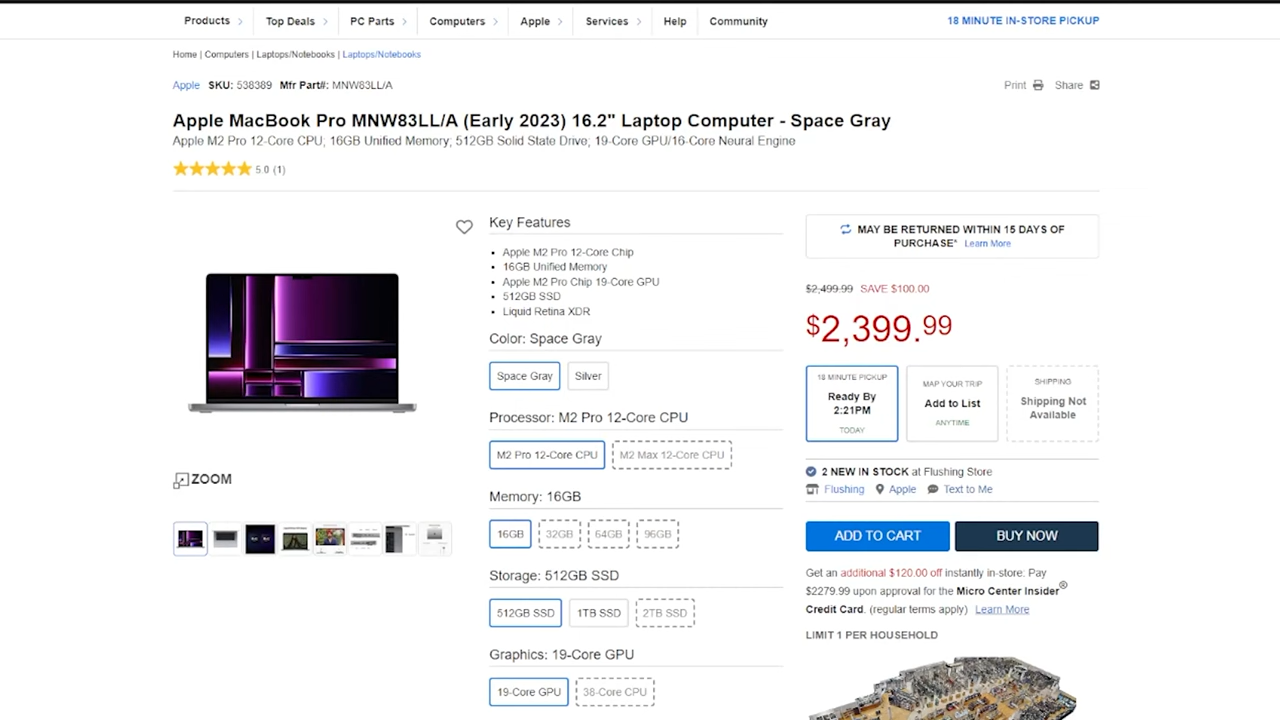 Products
Top Deals
PC Parts
Computers
Apple
Services
Help
Community
18 MINUTE IN-STORE PICKUP
Home | Computers | Laptops/Notebooks | Laptops/Notebooks
Apple SKU: 538389 Mfr Part#: MNW83LL/A
Print
Share
Apple MacBook Pro MNW83LL/A (Early 2023) 16.2" Laptop Computer - Space Gray
Apple M2 Pro 12-Core CPU; 16GB Unified Memory; 512GB Solid State Drive; 19-Core GPU/16-Core Neural Engine
5.0 (1)
ZOOM
Key Features
• Apple M2 Pro 12-Core Chip
• 16GB Unified Memory
• Apple M2 Pro Chip 19-Core GPU
• 512GB SSD
• Liquid Retina XDR
Color: Space Gray
Space Gray
Silver
Processor: M2 Pro 12-Core CPU
M2 Pro 12-Core CPU
M2 Max 12-Core CPU
Memory: 16GB
16GB
32GB
64GB
96GB
Storage: 512GB SSD
512GB SSD
1TB SSD
2TB SSD
Graphics: 19-Core GPU
19-Core GPU
38-Core CPU
MAY BE RETURNED WITHIN 15 DAYS OF
PURCHASE* Learn More
$2,499.99 SAVE $100.00
$2,399.99
18 MINUTE PICKUP
Ready By
2:21PM
TODAY
MAP YOUR TRIP
Add to List
ANYTIME
SHIPPING
Shipping Not
Available
2 NEW IN STOCK at Flushing Store
Flushing
Apple
Text to Me
ADD TO CART
BUY NOW
Get an additional $120.00 off instantly in-store: Pay
$2279.99 upon approval for the Micro Center Insider®
Credit Card. (regular terms apply) Learn More
LIMIT 1 PER HOUSEHOLD